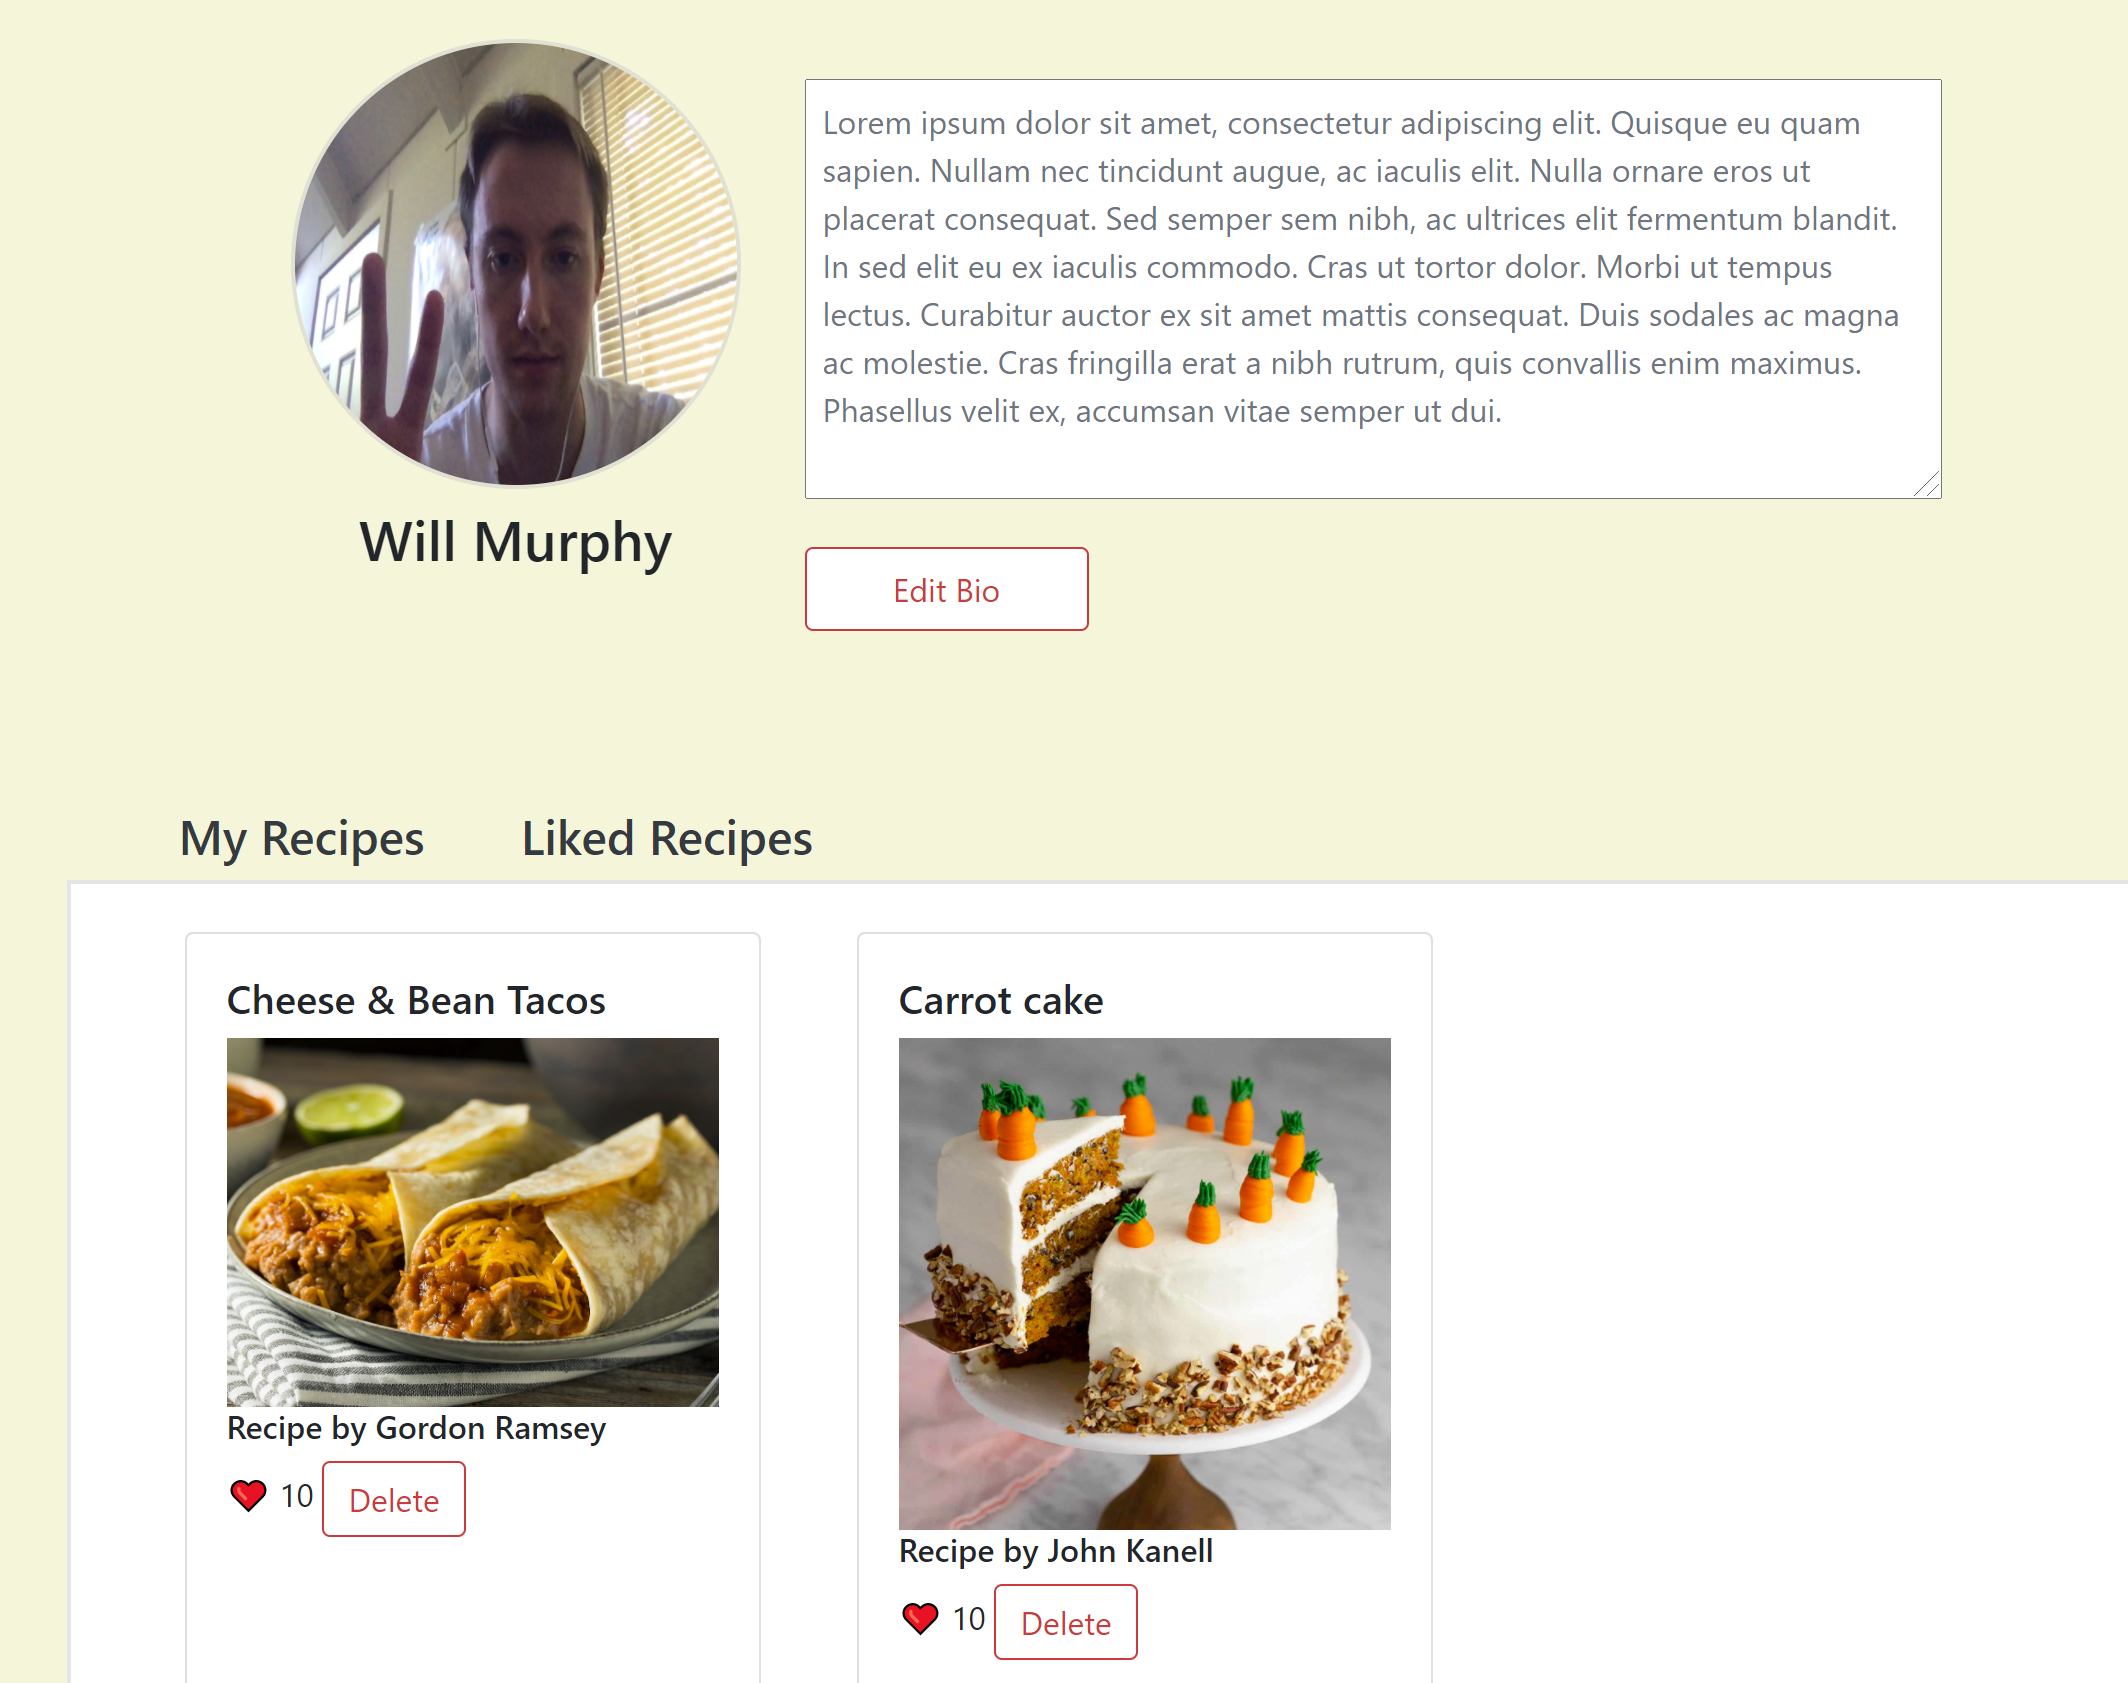 Lorem ipsum dolor sit amet, consectetur adipiscing elit. Quisque eu quam
sapien. Nullam nec tincidunt augue, ac iaculis elit. Nulla ornare eros ut
placerat consequat. Sed semper sem nibh, ac ultrices elit fermentum blandit.
In sed elit eu ex iaculis commodo. Cras ut tortor dolor. Morbi ut tempus
lectus. Curabitur auctor ex sit amet mattis consequat. Duis sodales ac magna
ac molestie. Cras fringilla erat a nibh rutrum, quis convallis enim maximus.
Phasellus velit ex, accumsan vitae semper ut dui.
Will Murphy
Edit Bio
My Recipes
Liked Recipes
Cheese & Bean Tacos
Recipe by Gordon Ramsey
10
Delete
Carrot cake
Recipe by John Kanell
10
Delete